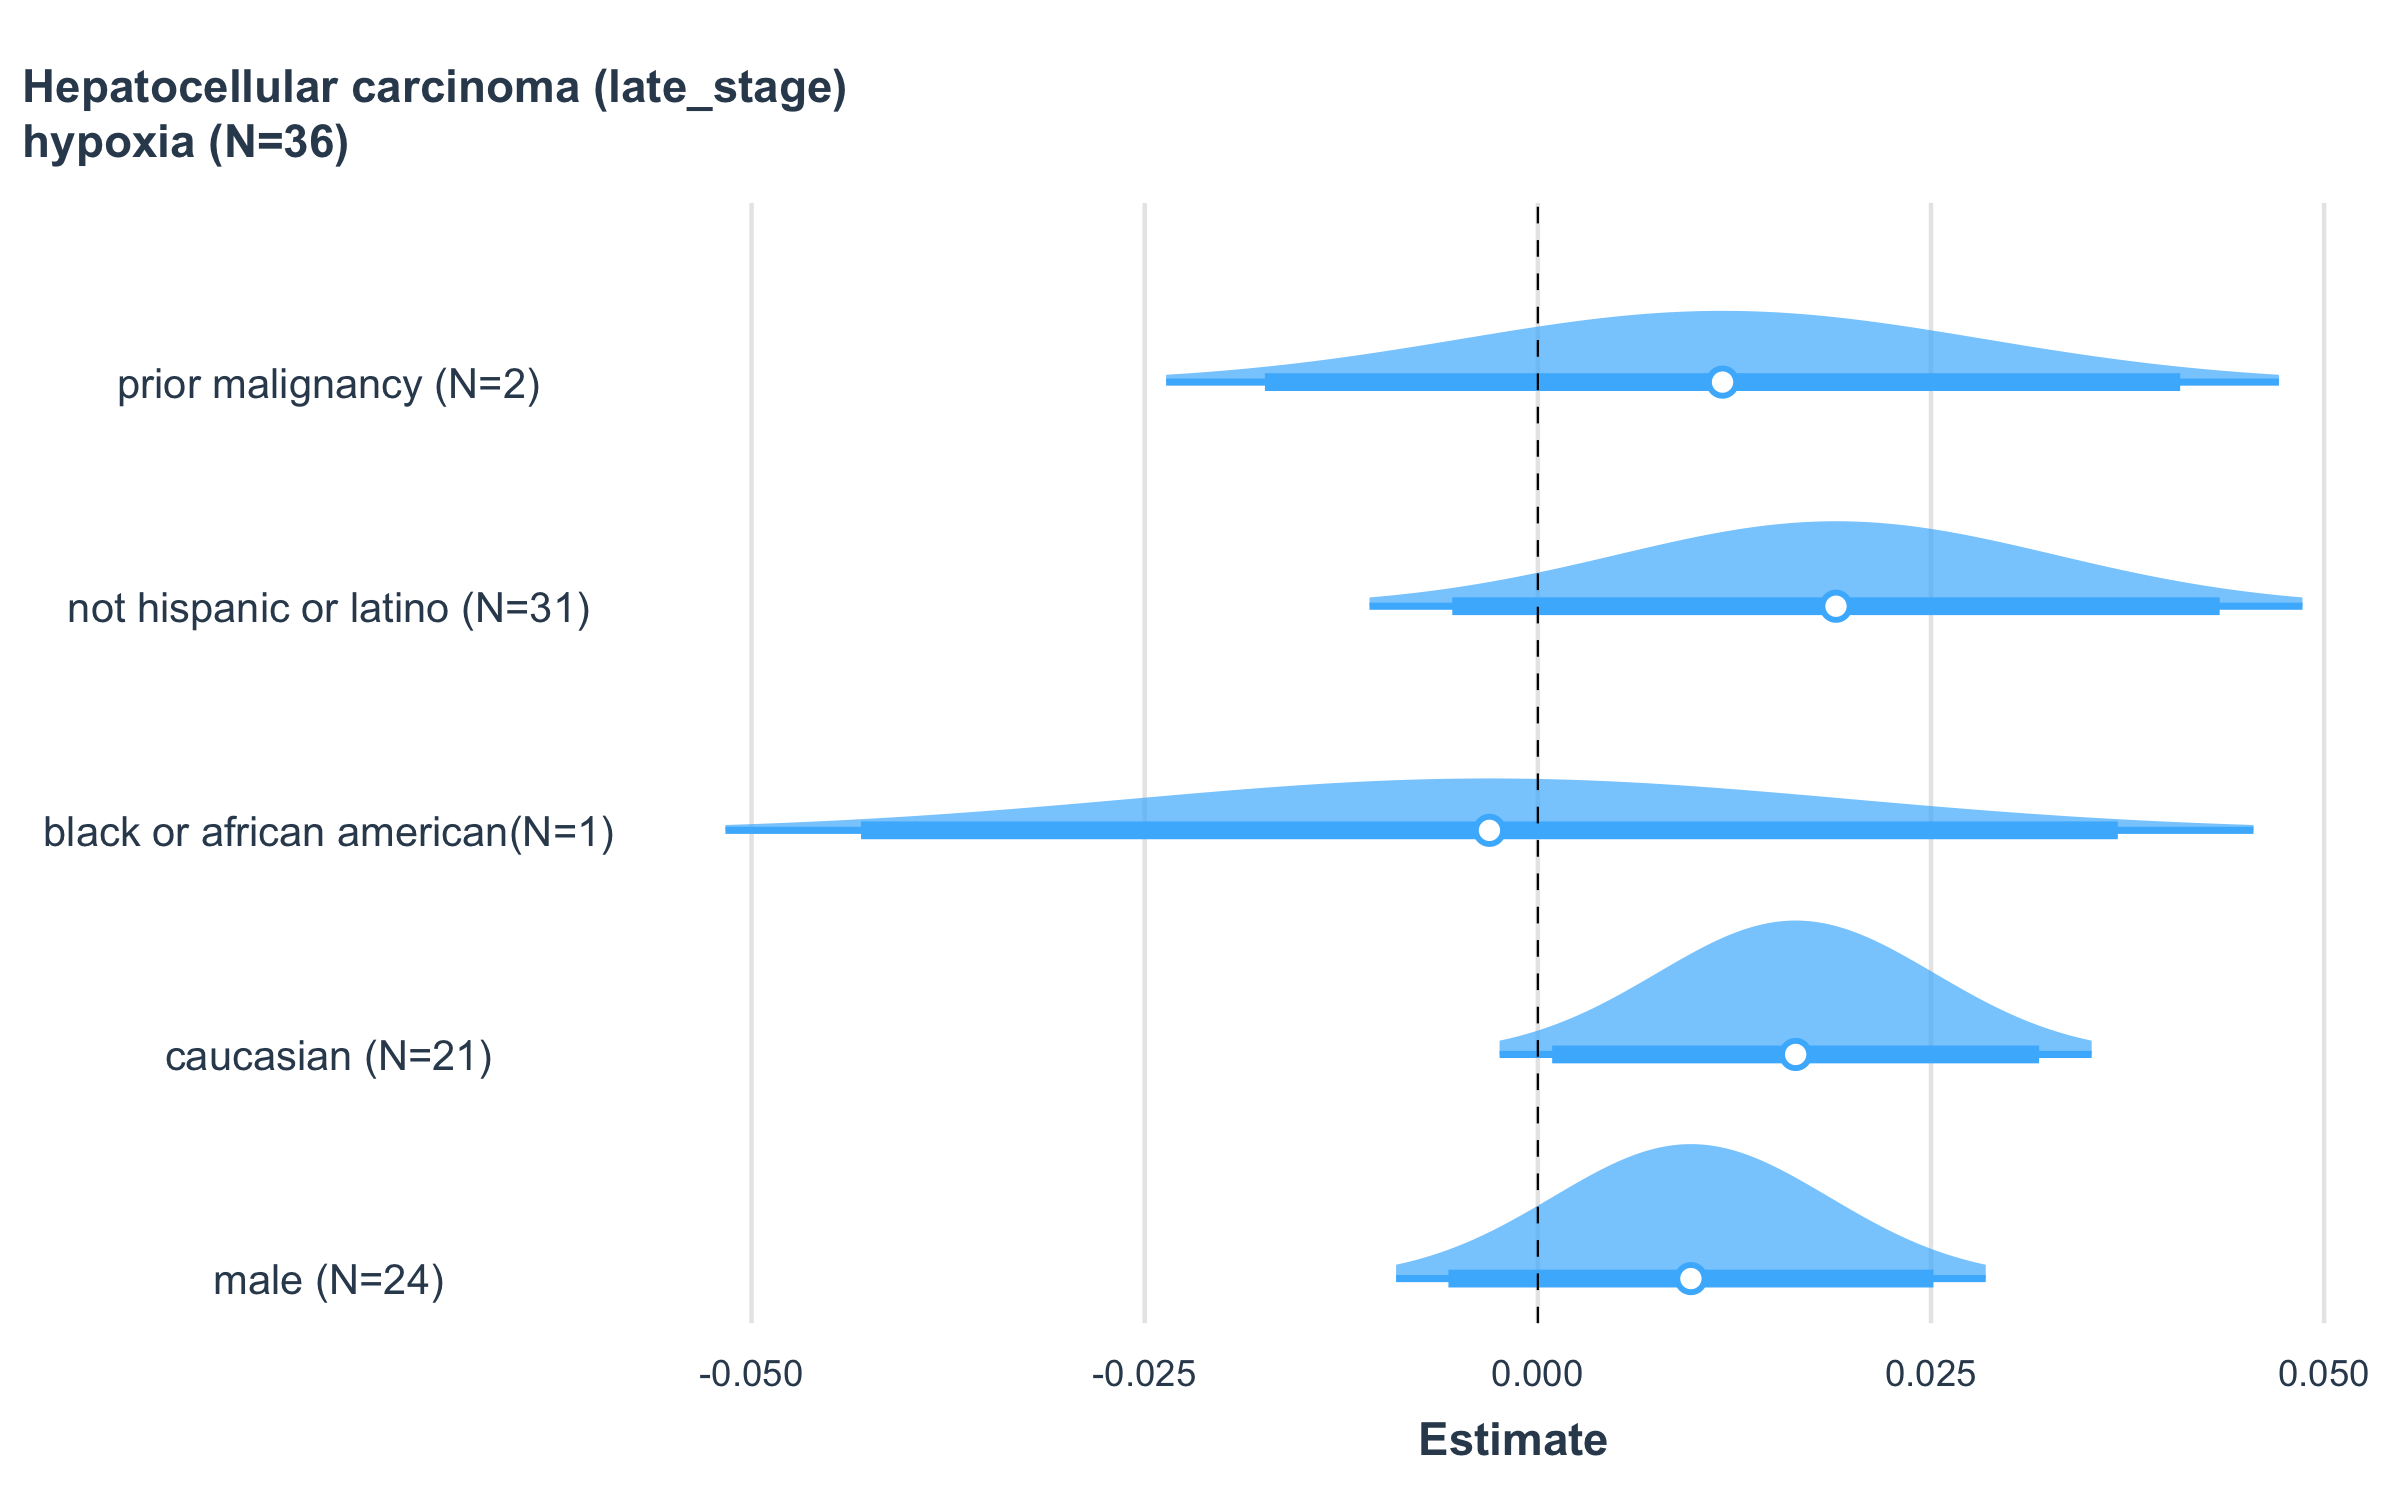 Hepatocellular carcinoma (late_stage)
hypoxia (N=36)
prior malignancy (N=2)
not hispanic or latino (N=31)
black or african american(N=1)
caucasian (N=21)
male (N=24)
-0.050 -0.025 0.000 0.025 0.050
Estimate